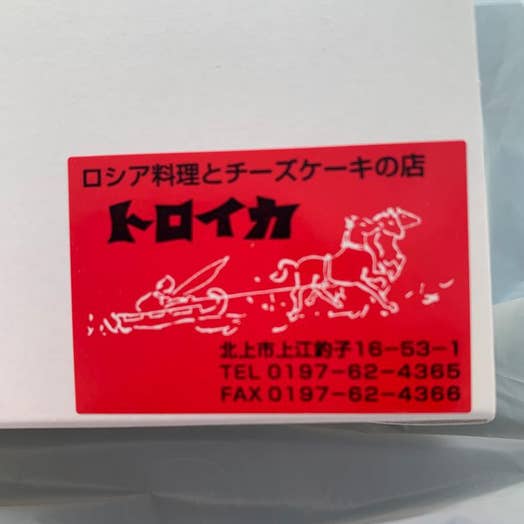 ロシア料理とチーズケーキの店
トロイカ
北上市上江釣子16-53-1
TEL 0197-62-4365
FAX 0197-62-4366